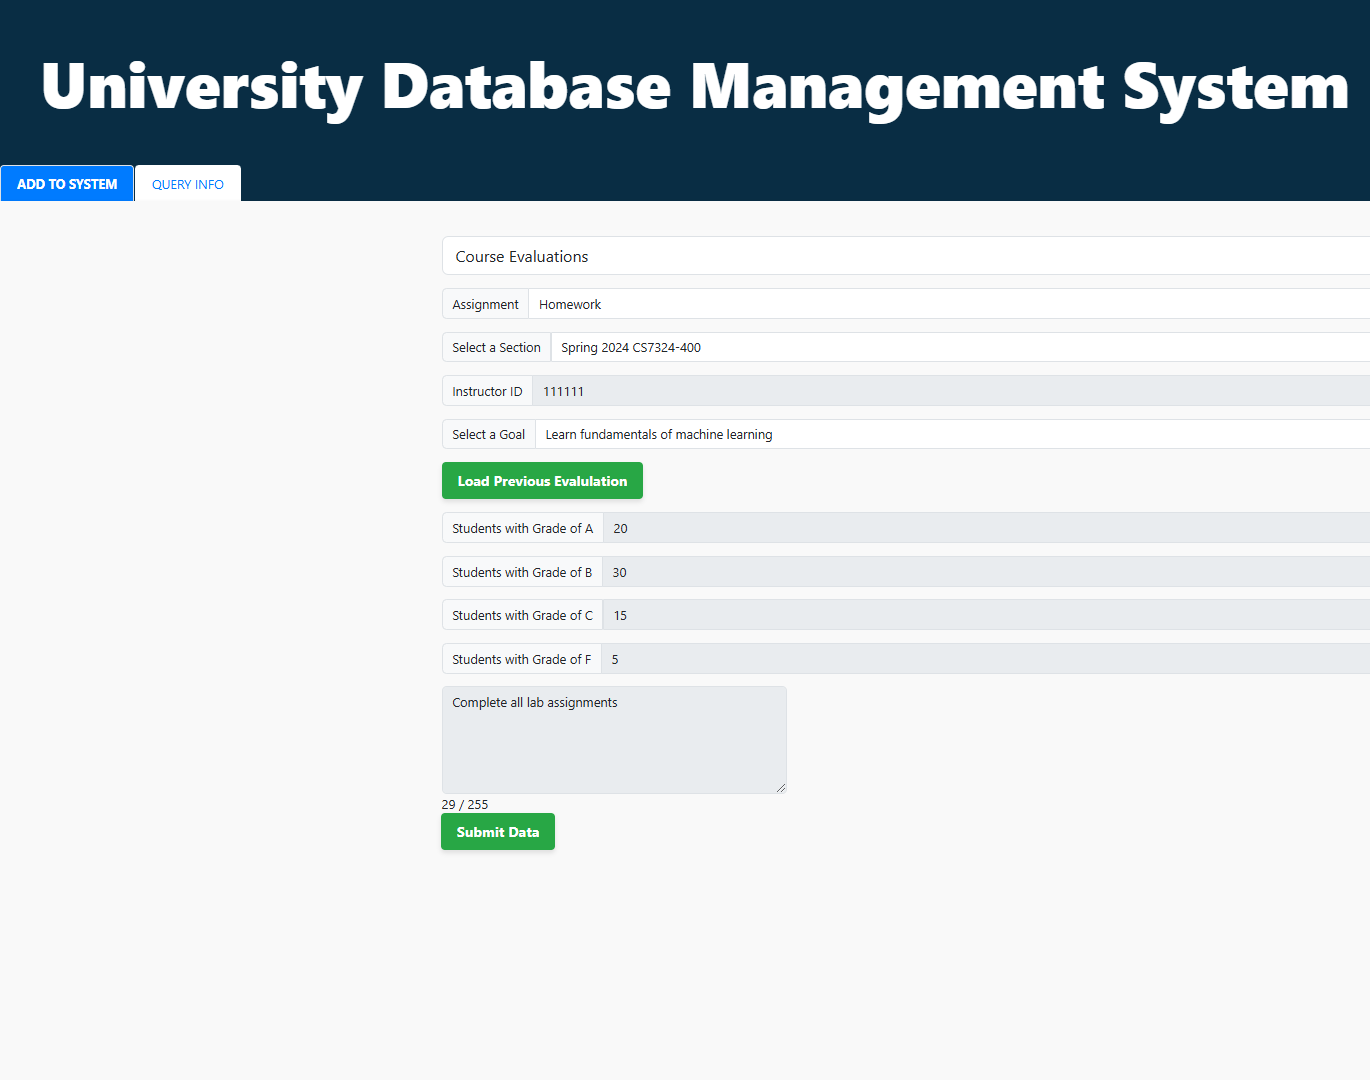 University Database Management System
ADD TO SYSTEM QUERY INFO
Course Evaluations
Assignment Homework
Select a Section Spring 2024 CS7324-400
Instructor ID 111111
Select a Goal Learn fundamentals of machine learning
Load Previous Evalulation
Students with Grade of A 20
Students with Grade of B 30
Students with Grade of C 15
Students with Grade of F 5
Complete all lab assignments
29 / 255
Submit Data